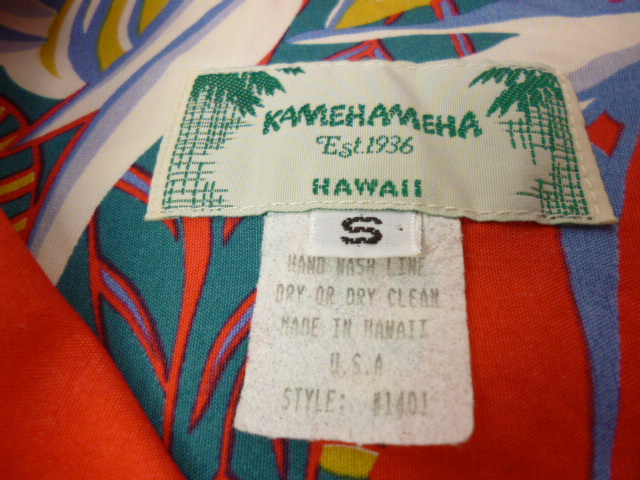 KAMEHAMEHA
Est.1936
HAWAII
S
HAND WASH LINE
DRY OR DRY CLEAN
MADE IN HAWAII
U.S.A
STYLE: #1401